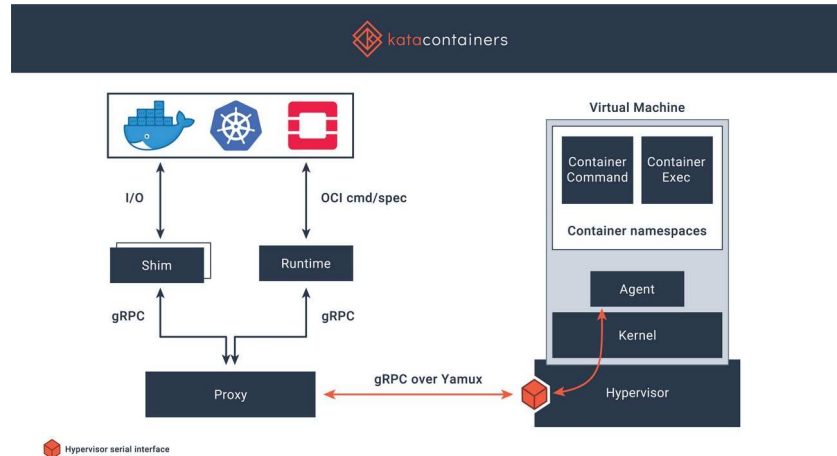 katacontainers
Virtual Machine
Container
Command
Container
Exec
Container namespaces
I/O
OCI cmd/spec
Shim
Runtime
Agent
gRPC
gRPC
Kernel
Proxy
gRPC over Yamux
Hypervisor
Hypervisor serial interface